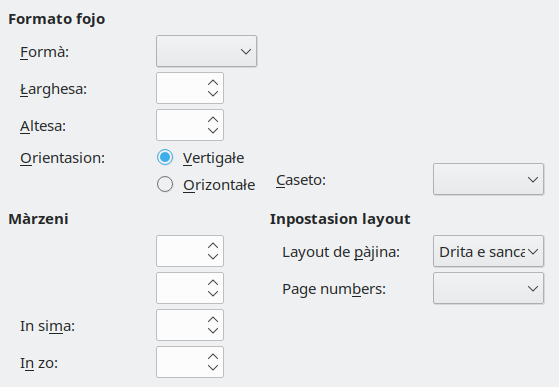 Formato fojo
Formà:
Łarghesa:
Altesa:
Orientasion:
Vertigałe
Orizontałe
Caseto:
Màrzeni
In sima:
In zo:
Inpostasion layout
Layout de pàjina:
Drita e sanca
Page numbers: